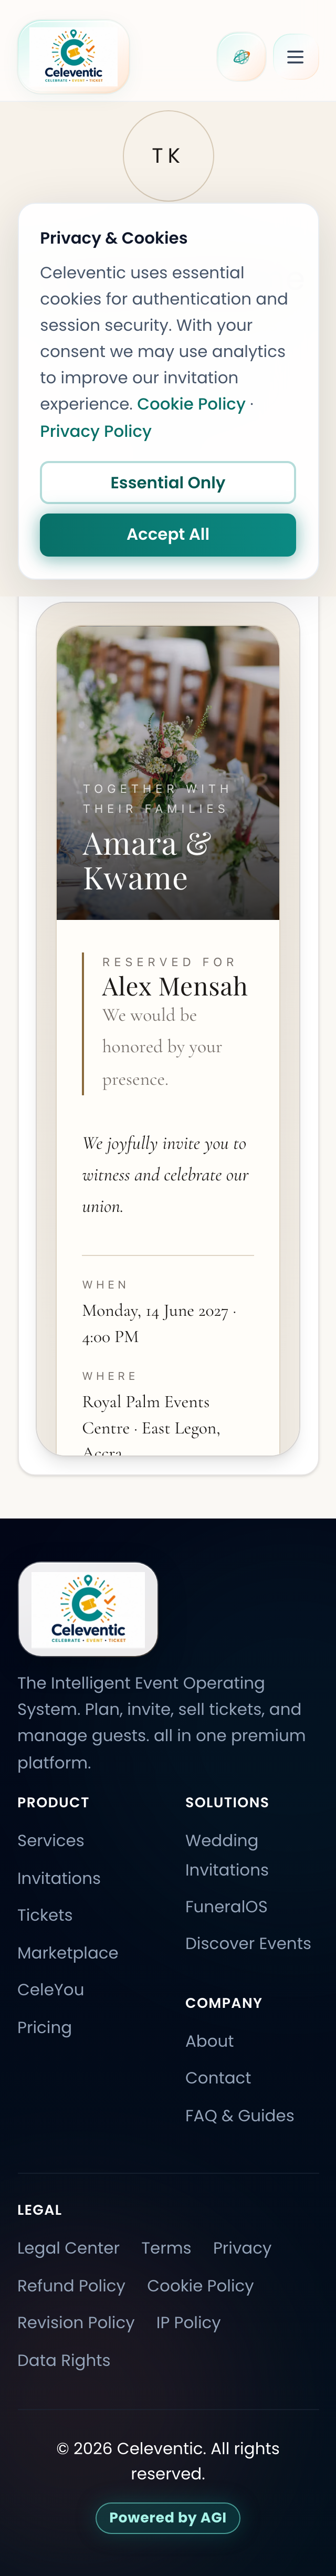 Celeventic
CELEBRATE • EVENT • TICKET
T K
Privacy & Cookies
Celeventic uses essential
cookies for authentication and
session security. With your
consent we may use analytics
to improve our invitation
experience. Cookie Policy ·
Privacy Policy
Essential Only
Accept All
TOGETHER WITH
THEIR FAMILIES
Amara &
Kwame
RESERVED FOR
Alex Mensah
We would be
honored by your
presence.
We joyfully invite you to
witness and celebrate our
union.
WHEN
Monday, 14 June 2027 ·
4:00 PM
WHERE
Royal Palm Events
Centre · East Legon,
Accra
Celeventic
CELEBRATE • EVENT • TICKET
The Intelligent Event Operating
System. Plan, invite, sell tickets, and
manage guests. all in one premium
platform.
PRODUCT
Services
Invitations
Tickets
Marketplace
CeleYou
Pricing
SOLUTIONS
Wedding
Invitations
FuneralOS
Discover Events
COMPANY
About
Contact
FAQ & Guides
LEGAL
Legal Center Terms Privacy
Refund Policy Cookie Policy
Revision Policy IP Policy
Data Rights
© 2026 Celeventic. All rights
reserved.
Powered by AGI